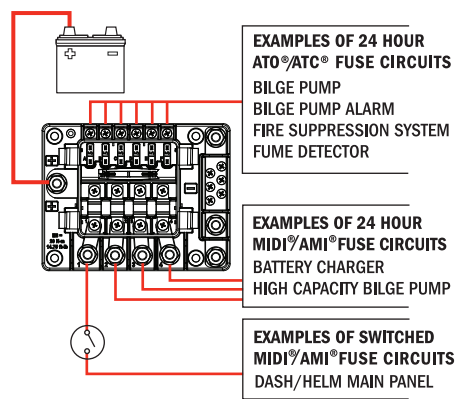 EXAMPLES OF 24 HOUR
ATO®/ATC® FUSE CIRCUITS
BILGE PUMP
BILGE PUMP ALARM
FIRE SUPPRESSION SYSTEM
FUME DETECTOR
EXAMPLES OF 24 HOUR
MIDI®/AMI®FUSE CIRCUITS
BATTERY CHARGER
HIGH CAPACITY BILGE PUMP
EXAMPLES OF SWITCHED
MIDI®/AMI®FUSE CIRCUITS
DASH/HELM MAIN PANEL